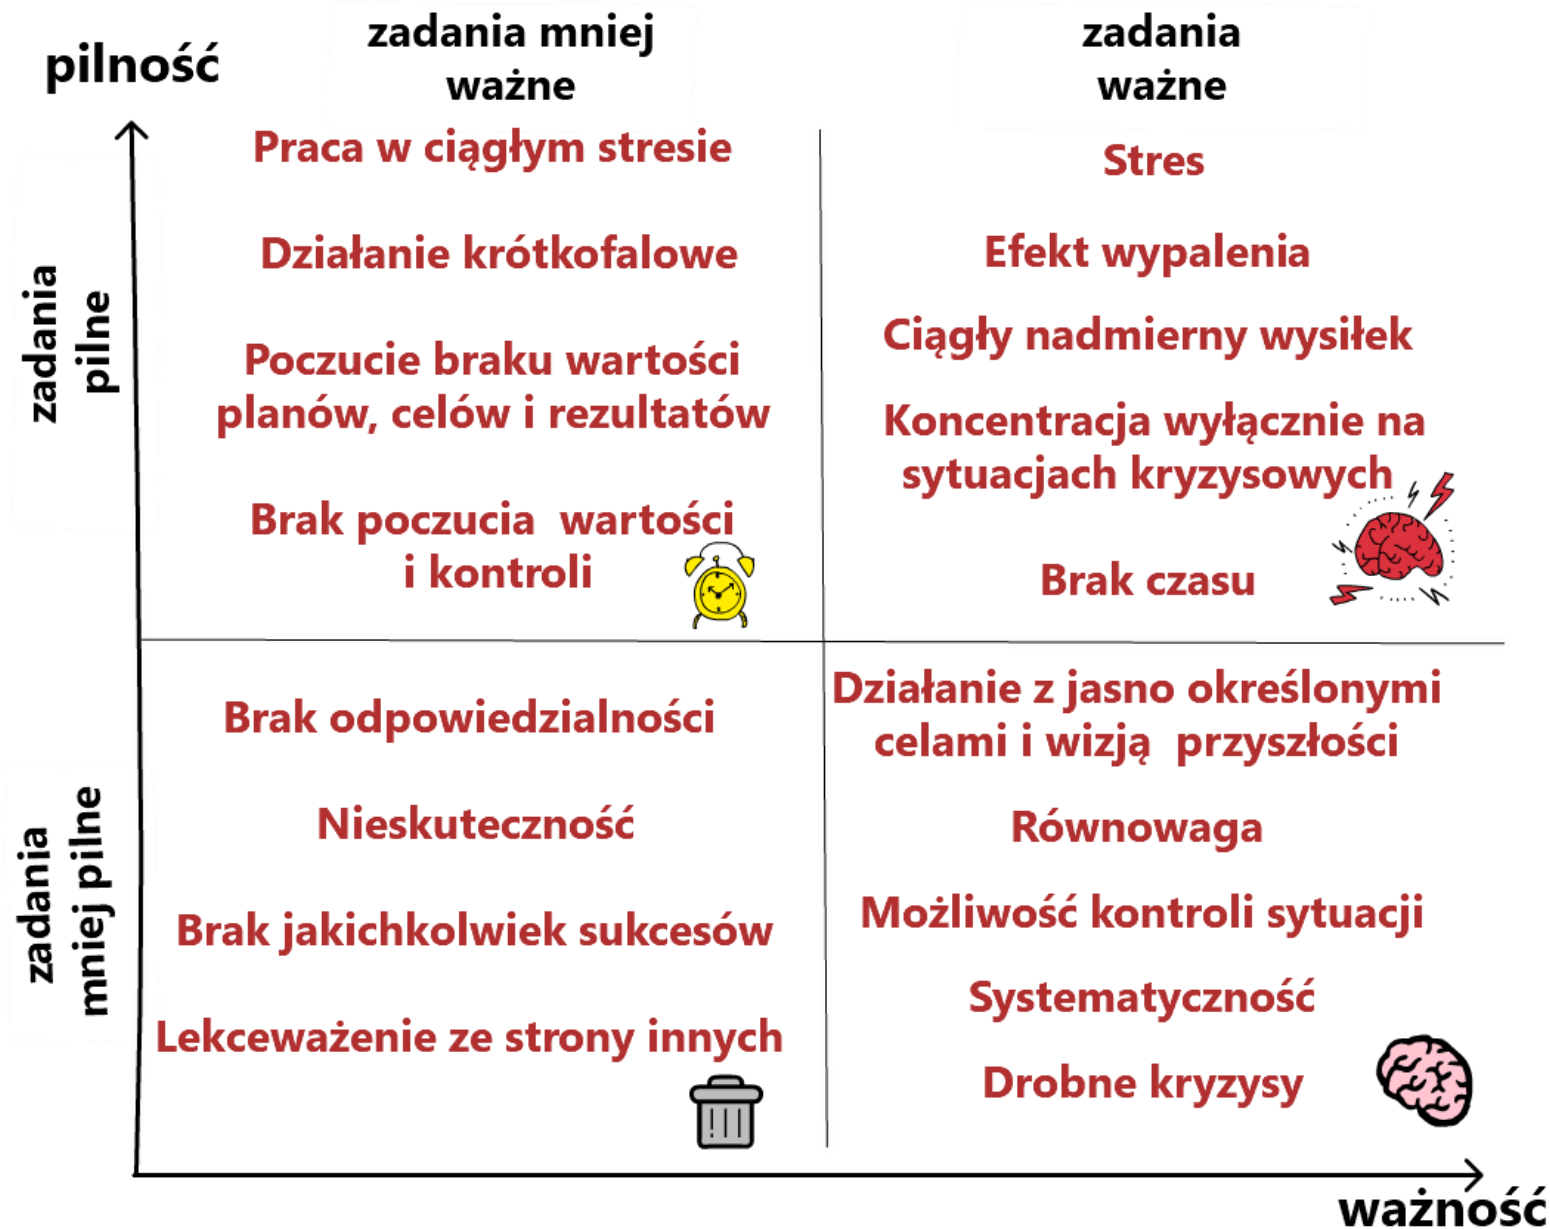 pilność
zadania mniej
ważne
zadania
ważne
zadania
pilne
Praca w ciągłym stresie
Działanie krótkofalowe
Poczucie braku wartości
planów, celów i rezultatów
Brak poczucia wartości
i kontroli
Stres
Efekt wypalenia
Ciągły nadmierny wysiłek
Koncentracja wyłącznie na
sytuacjach kryzysowych
Brak czasu
zadania
mniej pilne
Brak odpowiedzialności
Nieskuteczność
Brak jakichkolwiek sukcesów
Lekceważenie ze strony innych
Działanie z jasno określonymi
celami i wizją przyszłości
Równowaga
Możliwość kontroli sytuacji
Systematyczność
Drobne kryzysy
ważność